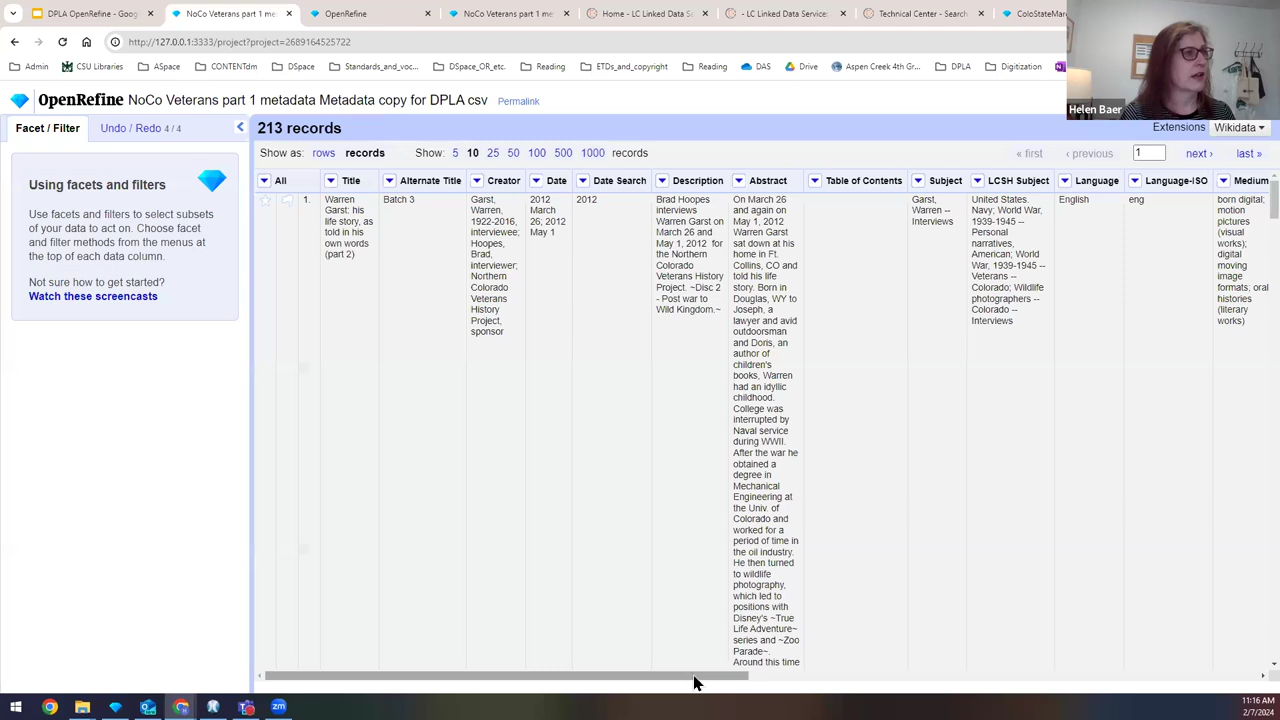 DPLA OpenRefine - Goog
NoCo Veterans part 1 met
OpenRefine
NoCo Veterans part 1 me
Home - LC Linked Data Se
- LC Linked Data Services
Technical Center - Search
ColoStateMar
http://127.0.0.1:3333/project?project=2689164525722
Admin
CSU Libraries
ASpace
CONTENTdm
DSpace
Standards_and_voc...
DSpace_OR_etc.
Reading
ETDs_and_copyright
Reading
DAS
Drive
Aspen Creek 4th Gr...
DPLA
Digitization
Helen Baer
OpenRefine NoCo Veterans part 1 metadata Metadata copy for DPLA csv Permalink
Facet / Filter
Undo / Redo 4 / 4
213 records
Extensions
Wikidata
Show as: rows records Show: 5 10 25 50 100 500 1000 records
« first ‹ previous 1 next › last »
Using facets and filters
Use facets and filters to select subsets
of your data to act on. Choose facet
and filter methods from the menus at
the top of each data column.
Not sure how to get started?
Watch these screencasts
All
Title
Alternate Title
Creator
Date
Date Search
Description
Abstract
Table of Contents
Subject
LCSH Subject
Language
Language-ISO
Medium
1.
Warren
Garst: his
life story, as
told in his
own words
(part 2)
Batch 3
Garst,
Warren,
1922-2016,
interviewee;
Hoopes,
Brad,
interviewer;
Northern
Colorado
Veterans
History
Project,
sponsor
2012
March
26; 2012
May 1
2012
Brad Hoopes
interviews
Warren Garst on
March 26 and
May 1, 2012 for
the Northern
Colorado
Veterans History
Project. ~Disc 2
- Post war to
Wild Kingdom.~
On March 26
and again on
May 1, 2012
Warren Garst
sat down at his
home in Ft.
Collins, CO and
told his life
story. Born in
Douglas, WY to
Joseph, a
lawyer and avid
outdoorsman
and Doris, an
author of
children's
books, Warren
had an idyllic
childhood.
College was
interrupted by
Naval service
during WWII.
After the war he
obtained a
degree in
Mechanical
Engineering at
the Univ. of
Colorado and
worked for a
period of time in
the oil industry.
He then turned
to wildlife
photography,
which led to
positions with
Disney's ~True
Life Adventure~
series and ~Zoo
Parade~.
Around this time
Garst,
Warren --
Interviews
United States.
Navy; World War,
1939-1945 --
Personal
narratives,
American; World
War, 1939-1945 --
Veterans --
Colorado; Wildlife
photographers --
Colorado --
Interviews
English
eng
born digital;
motion
pictures
(visual
works);
digital
moving
image
formats; oral
histories
(literary
works)
11:16 AM
2/7/2024